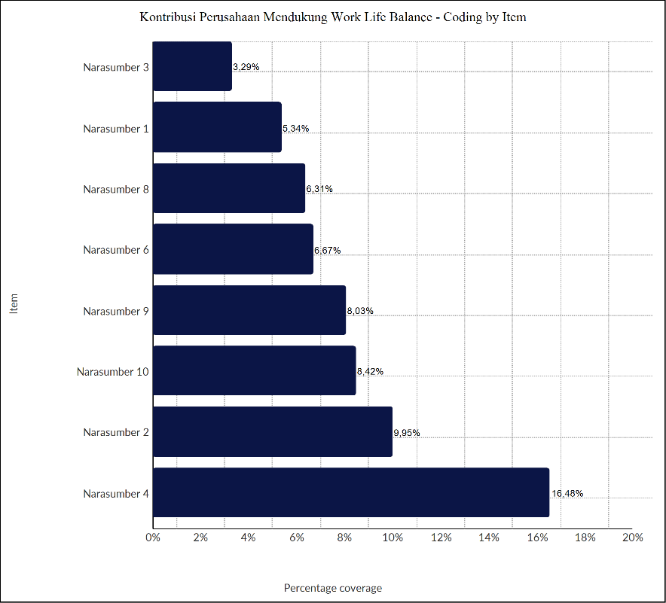 Kontribusi Perusahaan Mendukung Work Life Balance - Coding by Item
Narasumber 3
3,29%
Narasumber 1
5,34%
Narasumber 8
6,31%
Narasumber 6
6,67%
Narasumber 9
8,03%
Narasumber 10
8,42%
Narasumber 2
9,95%
Narasumber 4
16,48%
Item
0% 2% 4% 6% 8% 10% 12% 14% 16% 18% 20%
Percentage coverage